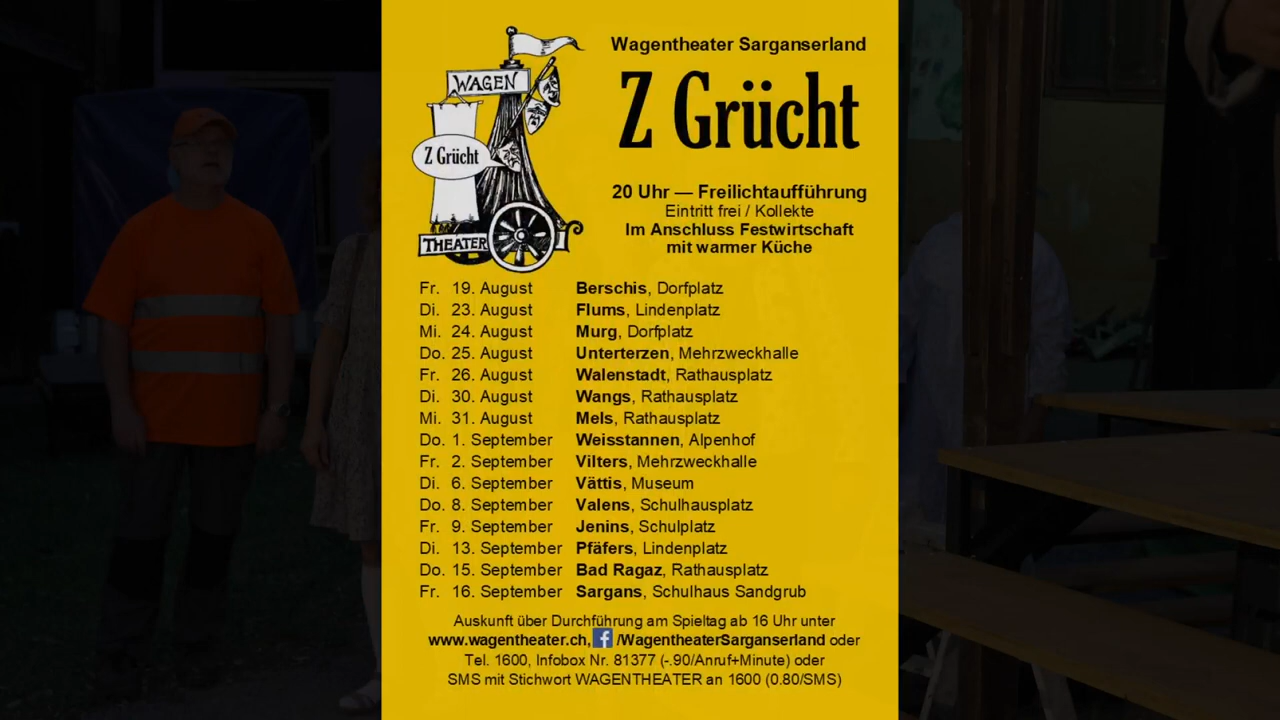 WAGEN
Z Grücht
THEATER
Wagentheater Sarganserland
Z Grücht
20 Uhr — Freilichtaufführung
Eintritt frei / Kollekte
Im Anschluss Festwirtschaft
mit warmer Küche
Fr. 19. August Berschis, Dorfplatz
Di. 23. August Flums, Lindenplatz
Mi. 24. August Murg, Dorfplatz
Do. 25. August Unterterzen, Mehrzweckhalle
Fr. 26. August Walenstadt, Rathausplatz
Di. 30. August Wangs, Rathausplatz
Mi. 31. August Mels, Rathausplatz
Do. 1. September Weisstannen, Alpenhof
Fr. 2. September Vilters, Mehrzweckhalle
Di. 6. September Vättis, Museum
Do. 8. September Valens, Schulhausplatz
Fr. 9. September Jenins, Schulplatz
Di. 13. September Pfäfers, Lindenplatz
Do. 15. September Bad Ragaz, Rathausplatz
Fr. 16. September Sargans, Schulhaus Sandgrub
Auskunft über Durchführung am Spieltag ab 16 Uhr unter
www.wagentheater.ch, f /WagentheaterSarganserland oder
Tel. 1600, Infobox Nr. 81377 (-.90/Anruf+Minute) oder
SMS mit Stichwort WAGENTHEATER an 1600 (0.80/SMS)